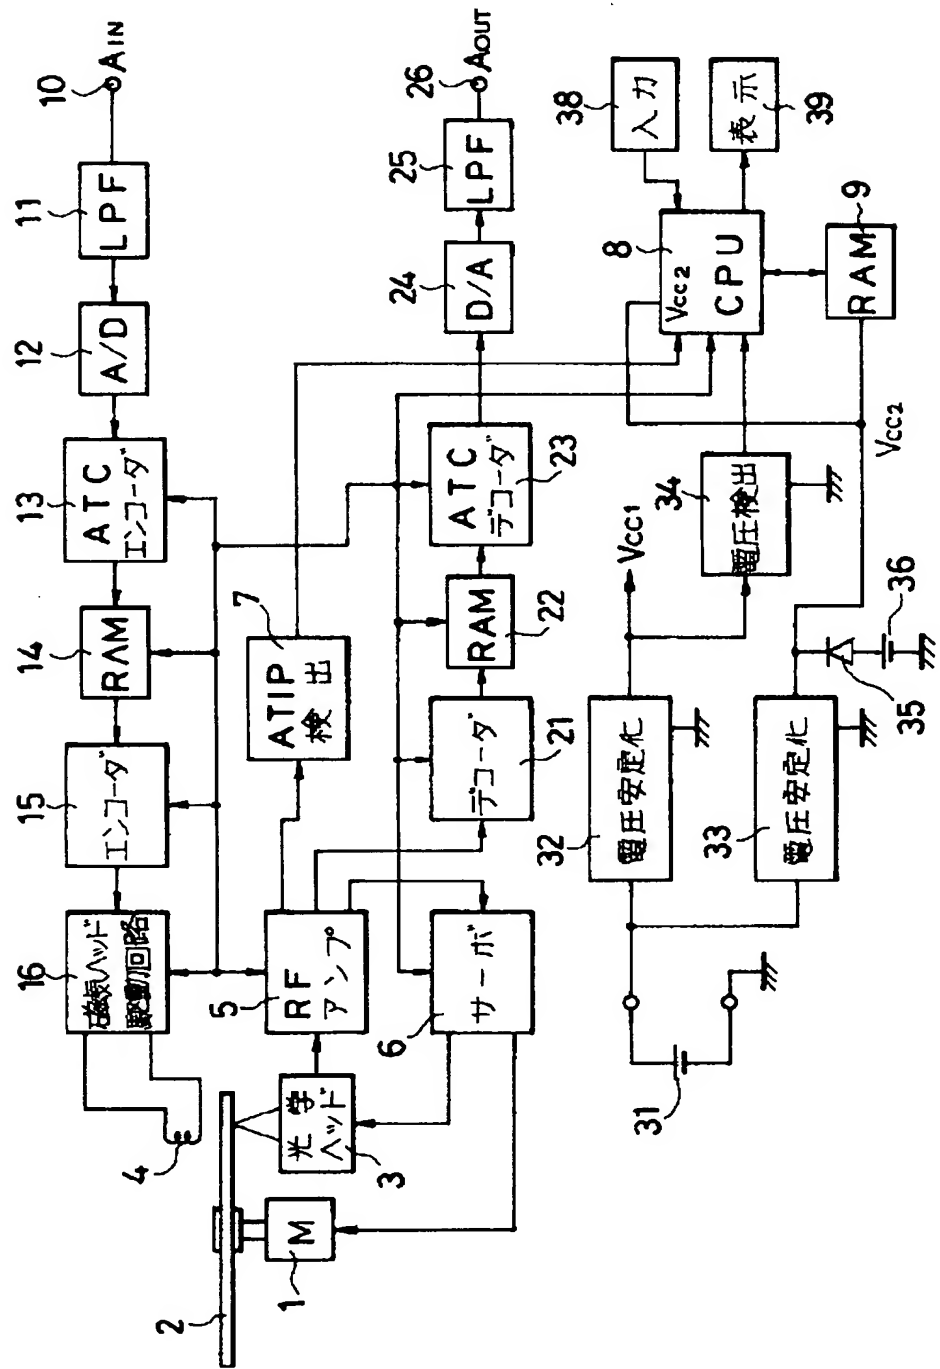 10
AIN
11
LPF
12
A/D
13
ATC
エンコーダ
14
RAM
15
エンコーダ
16
磁気ヘッド
駆動回路
4
2
1
M
3
光学
ヘッド
5
RF
アンプ
6
サーボ
7
ATIP
検出
21
デコーダ
22
RAM
23
ATC
デコーダ
24
D/A
25
LPF
26
AOUT
38
入力
39
表示
8
VCC2
CPU
9
RAM
VCC2
34
電圧検出
VCC1
32
電圧安定化
33
電圧安定化
35
36
31